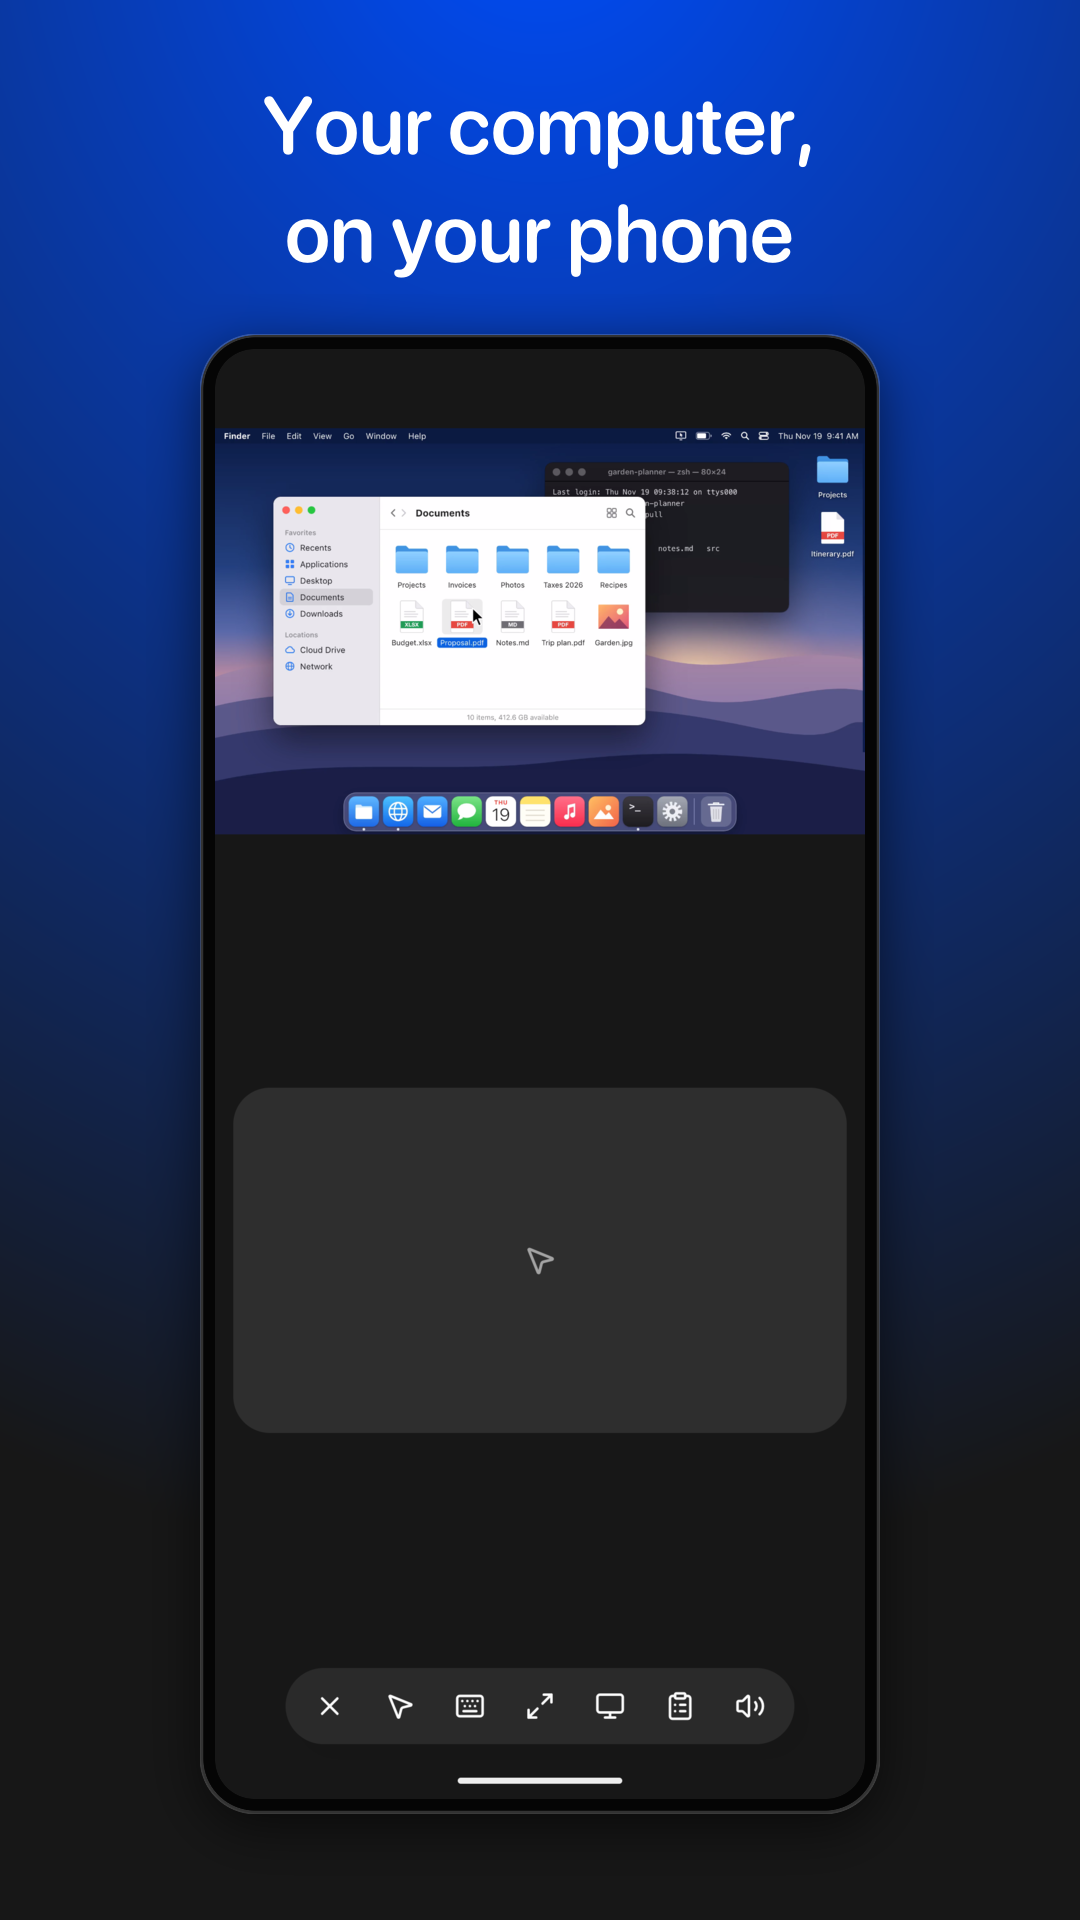 Your computer,
on your phone
Finder File Edit View Go Window Help
Thu Nov 19 9:41 AM
Projects
Itinerary.pdf
garden-planner — zsh — 80×24
Last login: Thu Nov 19 09:38:12 on ttys000
n-planner
pull
notes.md src
Documents
Favorites
Recents
Applications
Desktop
Documents
Downloads
Locations
Cloud Drive
Network
Projects Invoices Photos Taxes 2026 Recipes
XLSX PDF MD PDF
Budget.xlsx Proposal.pdf Notes.md Trip plan.pdf Garden.jpg
10 items, 412.6 GB available
THU
19
>_